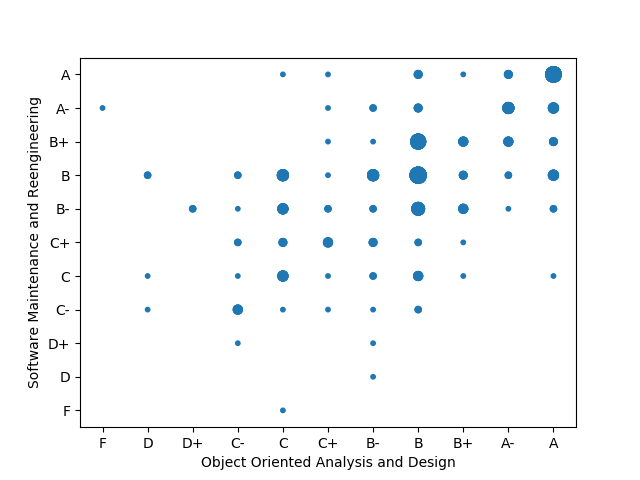 A
A-
B+
B
B-
C+
C
C-
D+
D
F
Software Maintenance and Reengineering
F D D+ C- C C+ B- B B+ A- A
Object Oriented Analysis and Design